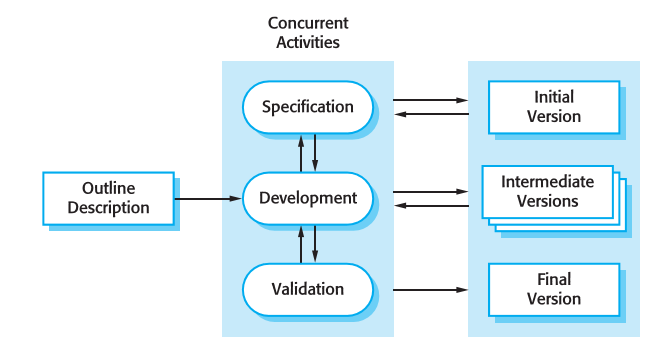 Concurrent
Activities
Specification
Initial
Version
Outline
Description
Development
Intermediate
Versions
Validation
Final
Version